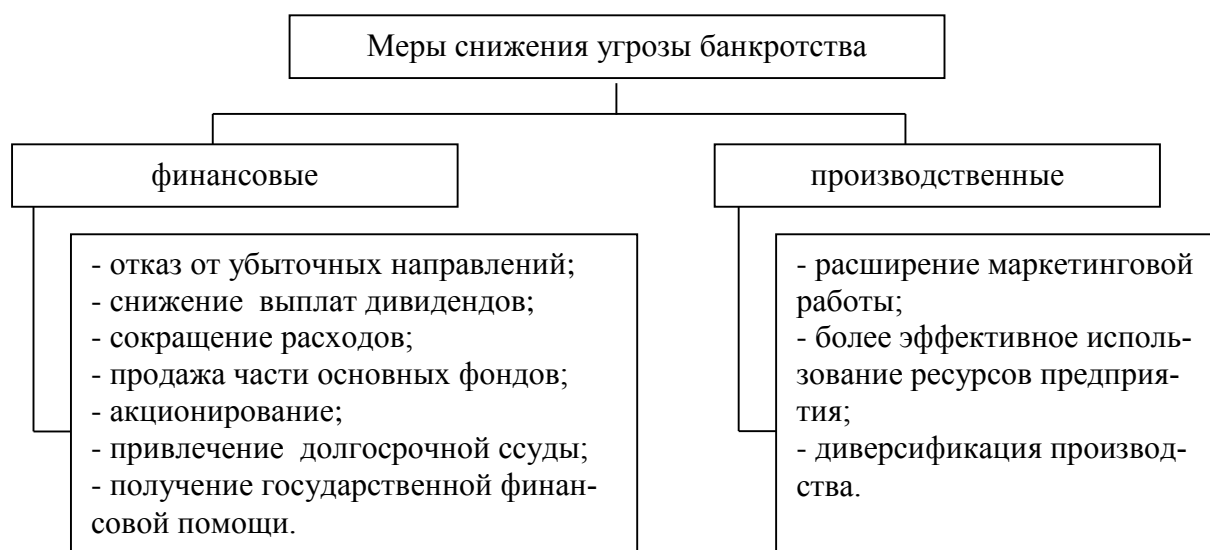 Меры снижения угрозы банкротства
финансовые
производственные
- отказ от убыточных направлений;
- снижение выплат дивидендов;
- сокращение расходов;
- продажа части основных фондов;
- акционирование;
- привлечение долгосрочной ссуды;
- получение государственной финан-
совой помощи.
- расширение маркетинговой
работы;
- более эффективное исполь-
зование ресурсов предприя-
тия;
- диверсификация производ-
ства.